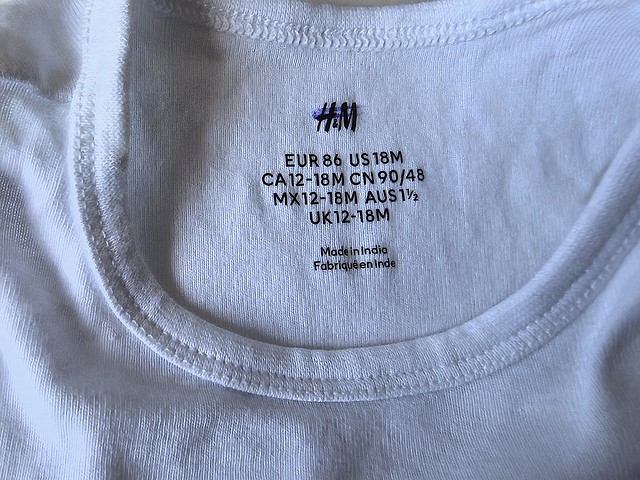 H&M
EUR 86 US 18M
CA 12-18M CN 90/48
MX 12-18M AUS 1½
UK 12-18M
Made in India
Fabriqué en Inde